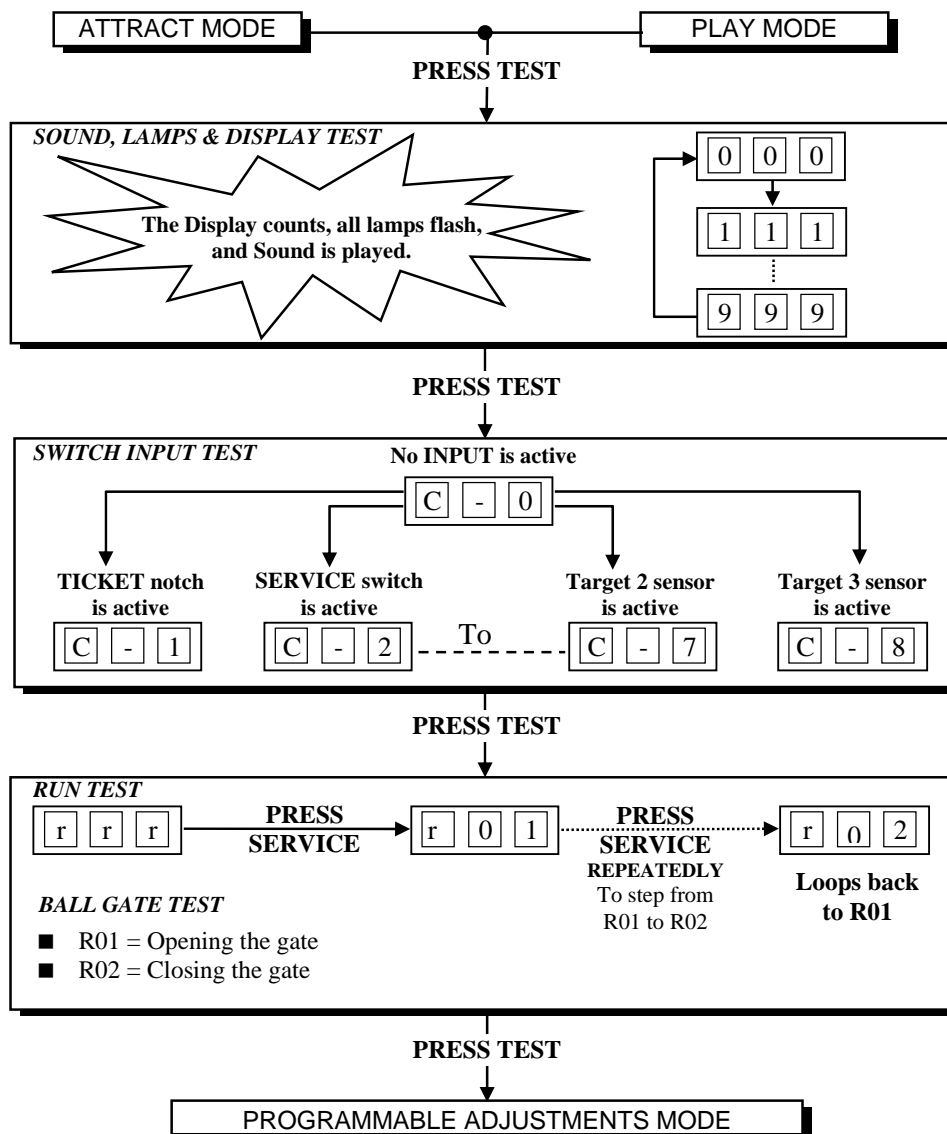 ATTRACT MODE
PLAY MODE
PRESS TEST
SOUND, LAMPS & DISPLAY TEST
The Display counts, all lamps flash,
and Sound is played.
0 0 0
1 1 1
9 9 9
PRESS TEST
SWITCH INPUT TEST
No INPUT is active
C - 0
TICKET notch
is active
C - 1
SERVICE switch
is active
C - 2
To
Target 2 sensor
is active
C - 7
Target 3 sensor
is active
C - 8
PRESS TEST
RUN TEST
r r r
PRESS
SERVICE
r 0 1
PRESS
SERVICE
REPEATEDLY
To step from
R01 to R02
r 0 2
Loops back
to R01
BALL GATE TEST
■ R01 = Opening the gate
■ R02 = Closing the gate
PRESS TEST
PROGRAMMABLE ADJUSTMENTS MODE